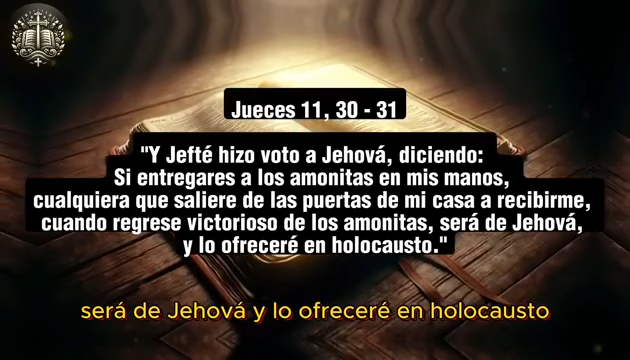 Jueces 11, 30 - 31
"Y Jefté hizo voto a Jehová, diciendo:
Si entregares a los amonitas en mis manos,
cualquiera que saliere de las puertas de mi casa a recibirme,
cuando regrese victorioso de los amonitas, será de Jehová,
y lo ofreceré en holocausto."
será de Jehová y lo ofreceré en holocausto